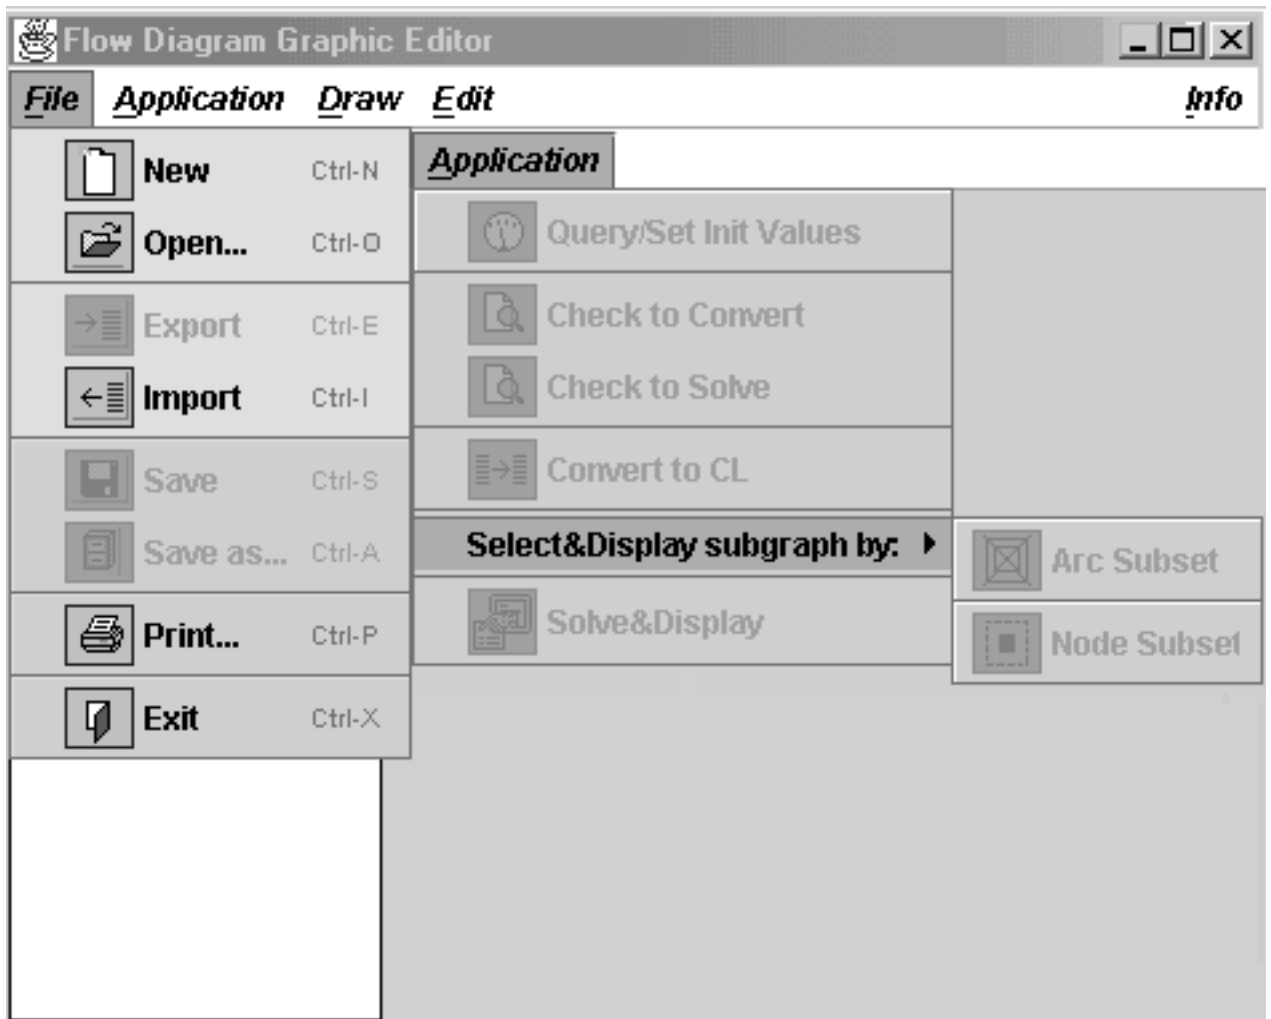 Flow Diagram Graphic Editor
File Application Draw Edit Info
New Ctrl-N
Open... Ctrl-O
Export Ctrl-E
Import Ctrl-I
Save Ctrl-S
Save as... Ctrl-A
Print... Ctrl-P
Exit Ctrl-X
Application
Query/Set Init Values
Check to Convert
Check to Solve
Convert to CL
Select&Display subgraph by:
Solve&Display
Arc Subset
Node Subset